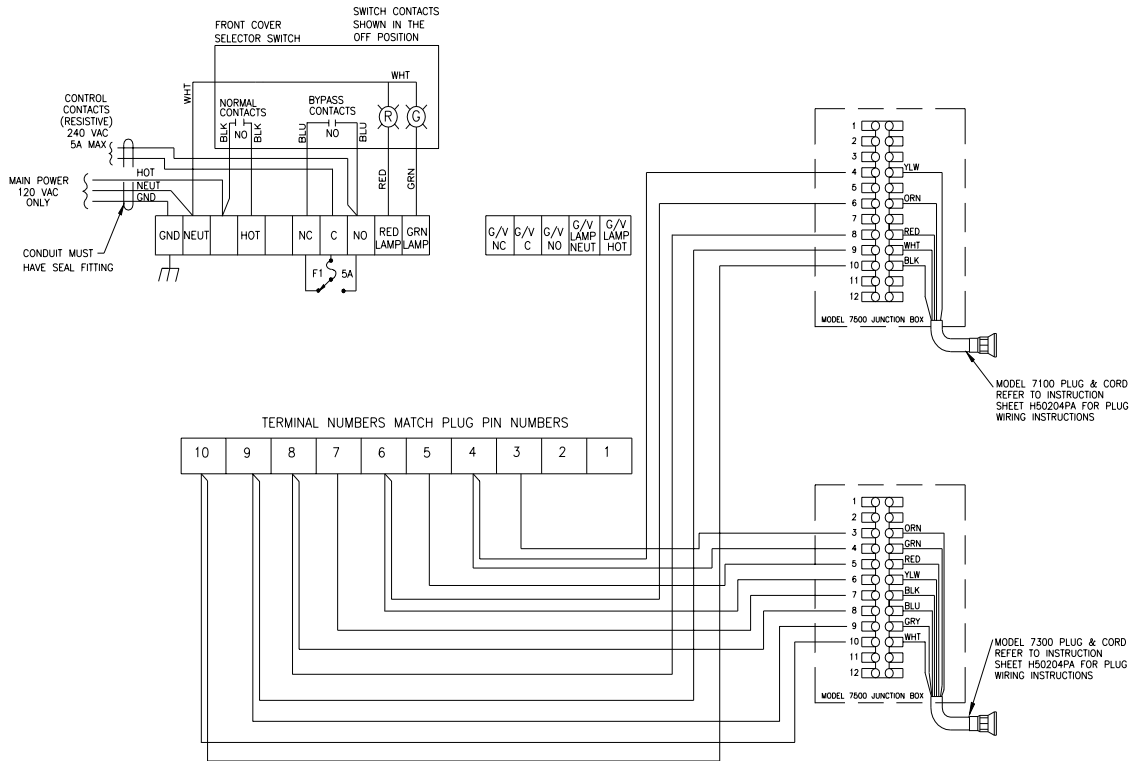 SWITCH CONTACTS
SHOWN IN THE
OFF POSITION
FRONT COVER
SELECTOR SWITCH
WHT
WHT
CONTROL
CONTACTS
(RESISTIVE)
240 VAC
5A MAX
NORMAL
CONTACTS
NO
BLK
BLK
BYPASS
CONTACTS
NO
BLU
BLU
R
G
RED
GRN
MAIN POWER
120 VAC
ONLY
HOT
NEUT
GND
CONDUIT MUST
HAVE SEAL FITTING
GND
NEUT
HOT
NC
C
NO
RED
LAMP
GRN
LAMP
F1
5A
G/V
NC
G/V
C
G/V
NO
G/V
LAMP
NEUT
G/V
LAMP
HOT
1
2
3
4 YLW
5
6 ORN
7
8 RED
9 WHT
10 BLK
11
12
MODEL 7500 JUNCTION BOX
MODEL 7100 PLUG & CORD
REFER TO INSTRUCTION
SHEET H50204PA FOR PLUG
WIRING INSTRUCTIONS
TERMINAL NUMBERS MATCH PLUG PIN NUMBERS
10 9 8 7 6 5 4 3 2 1
1
2
3 ORN
4 GRN
5 RED
6 YLW
7 BLK
8 BLU
9 GRY
10 WHT
11
12
MODEL 7500 JUNCTION BOX
MODEL 7300 PLUG & CORD
REFER TO INSTRUCTION
SHEET H50204PA FOR PLUG
WIRING INSTRUCTIONS